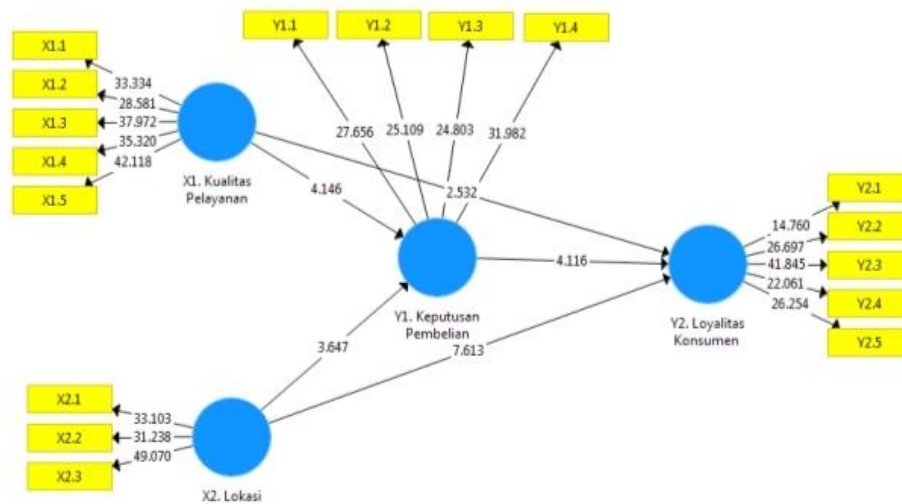 Y1.1
Y1.2
Y1.3
Y1.4
X1.1
X1.2
X1.3
X1.4
X1.5
33.334
28.581
37.972
35.320
42.118
X1. Kualitas
Pelayanan
27.656
25.109
24.803
31.982
4.146
2.532
Y1. Keputusan
Pembelian
4.116
3.647
7.613
Y2. Loyalitas
Konsumen
14.760
26.697
41.845
22.061
26.254
Y2.1
Y2.2
Y2.3
Y2.4
Y2.5
X2.1
X2.2
X2.3
33.103
31.238
49.070
X2. Lokasi